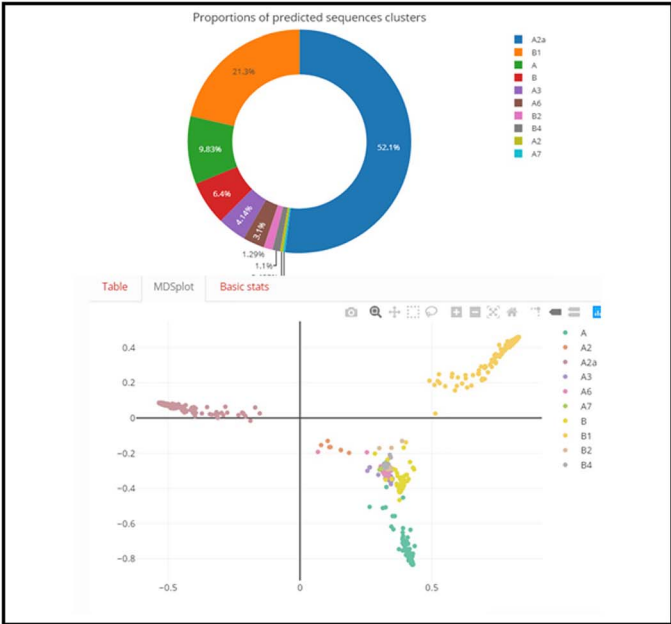 Proportions of predicted sequences clusters
A2a
B1
A
B
A3
A6
B2
B4
A2
A7
21.3%
52.1%
9.83%
6.4%
4.14%
3.1%
1.29%
1.1%
Table MDSplot Basic stats
A
A2
A2a
A3
A6
A7
B
B1
B2
B4
0.4
0.2
0
−0.2
−0.4
−0.6
−0.8
−0.5 0 0.5